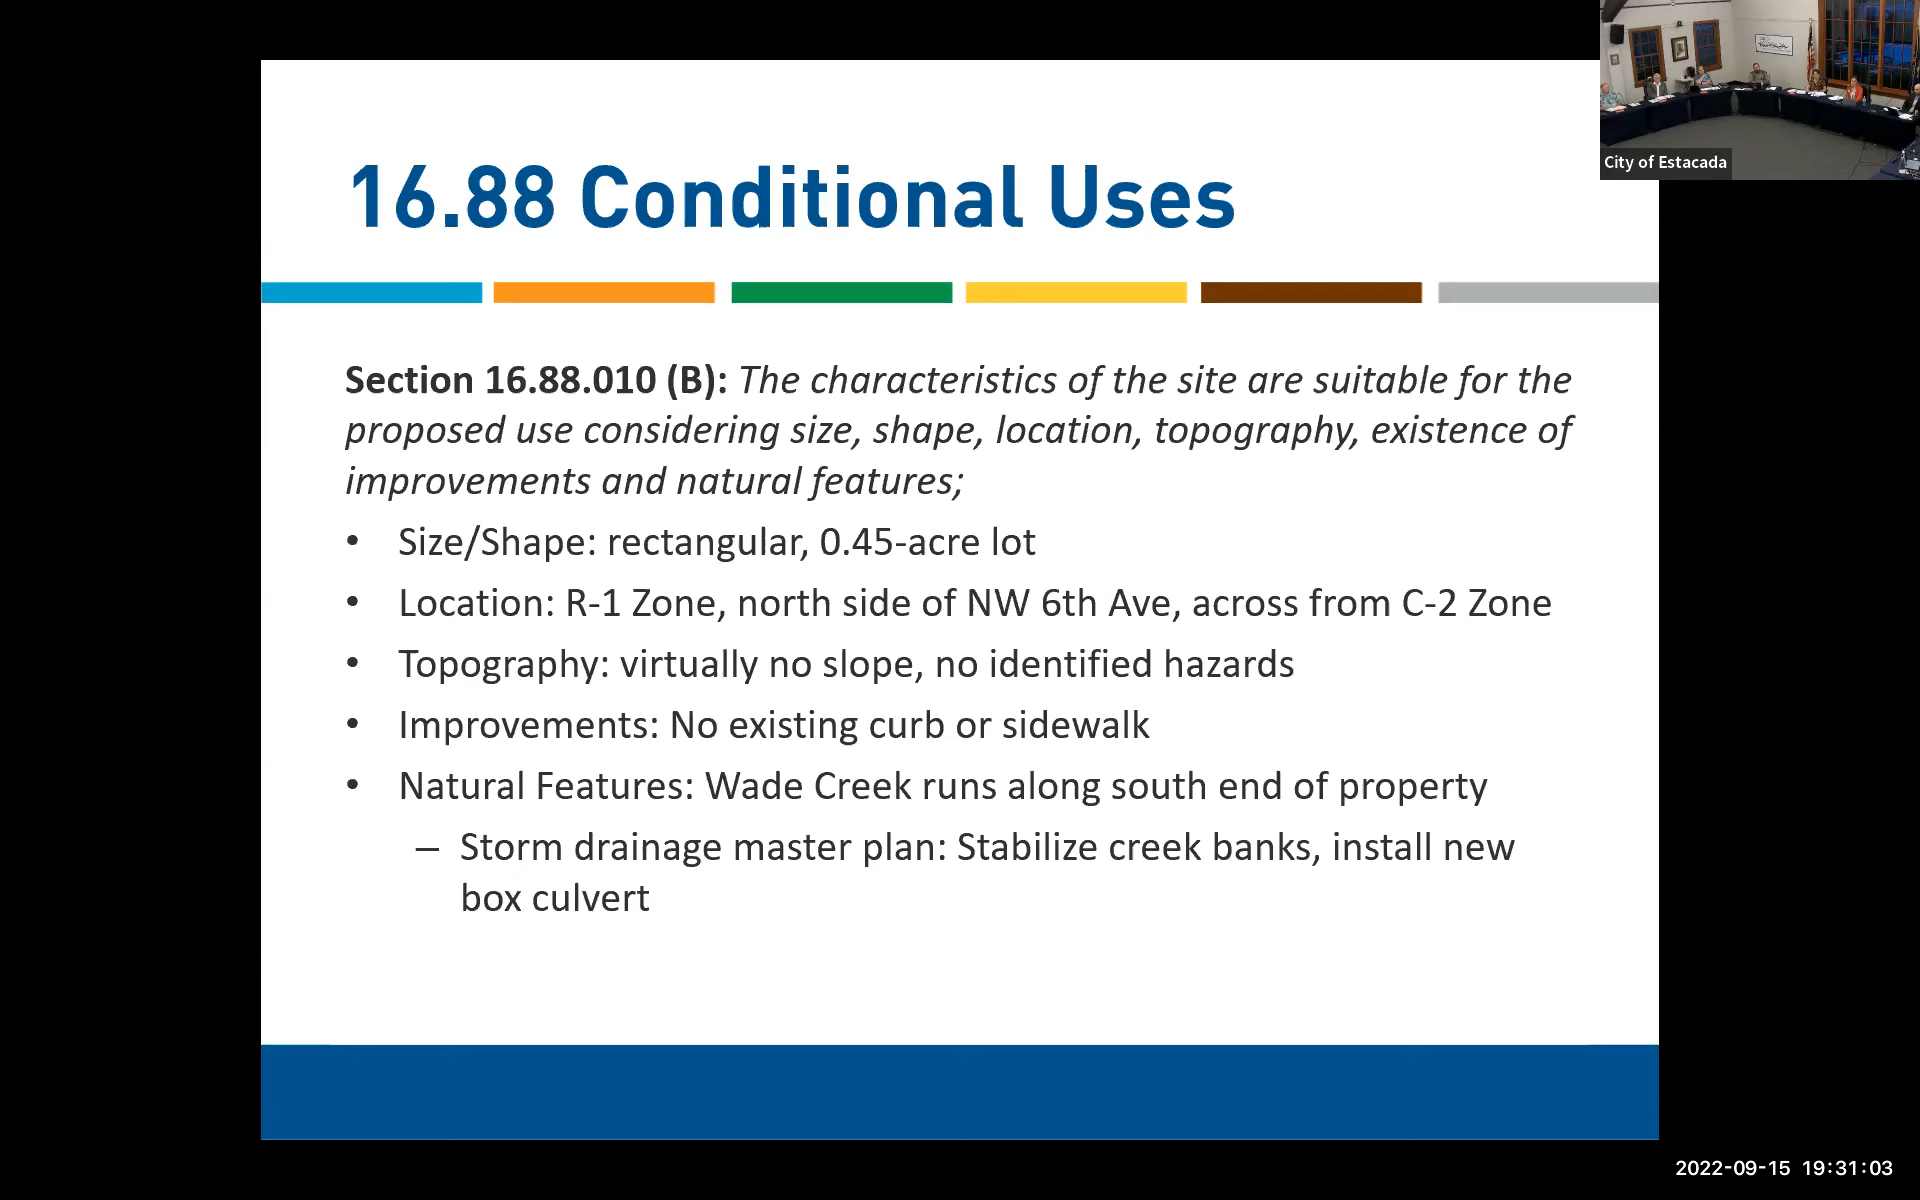 16.88 Conditional Uses
City of Estacada
Section 16.88.010 (B): The characteristics of the site are suitable for the
proposed use considering size, shape, location, topography, existence of
improvements and natural features;
• Size/Shape: rectangular, 0.45-acre lot
• Location: R-1 Zone, north side of NW 6th Ave, across from C-2 Zone
• Topography: virtually no slope, no identified hazards
• Improvements: No existing curb or sidewalk
• Natural Features: Wade Creek runs along south end of property
– Storm drainage master plan: Stabilize creek banks, install new
box culvert
2022-09-15 19:31:03